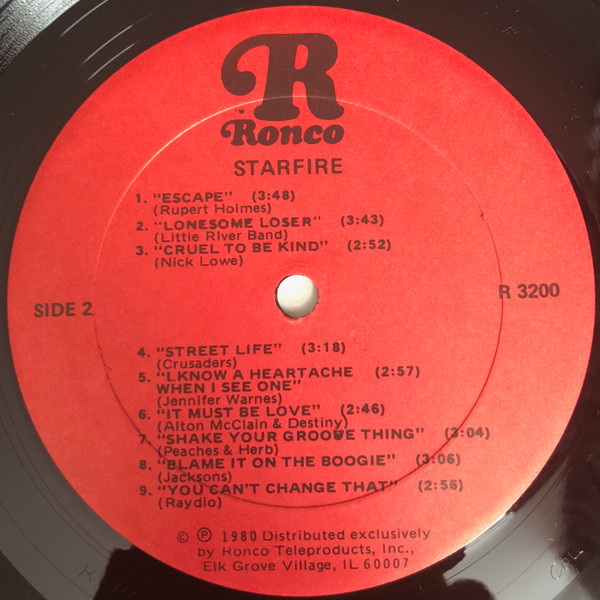 R
Ronco
STARFIRE
1. "ESCAPE" (3:48)
(Rupert Holmes)
2. "LONESOME LOSER" (3:43)
(Little River Band)
3. "CRUEL TO BE KIND" (2:52)
(Nick Lowe)
SIDE 2
R 3200
4. "STREET LIFE" (3:18)
(Crusaders)
5. "LKNOW A HEARTACHE (2:57)
WHEN I SEE ONE"
(Jennifer Warnes)
6. "IT MUST BE LOVE" (2:46)
(Alton McClain & Destiny)
7. "SHAKE YOUR GROOVE THING" (3:04)
(Peaches & Herb)
8. "BLAME IT ON THE BOOGIE" (3:06)
(Jacksons)
9. "YOU CAN'T CHANGE THAT" (2:56)
(Raydio)
© ℗ 1980 Distributed exclusively
by Ronco Teleproducts, Inc.,
Elk Grove Village, IL 60007